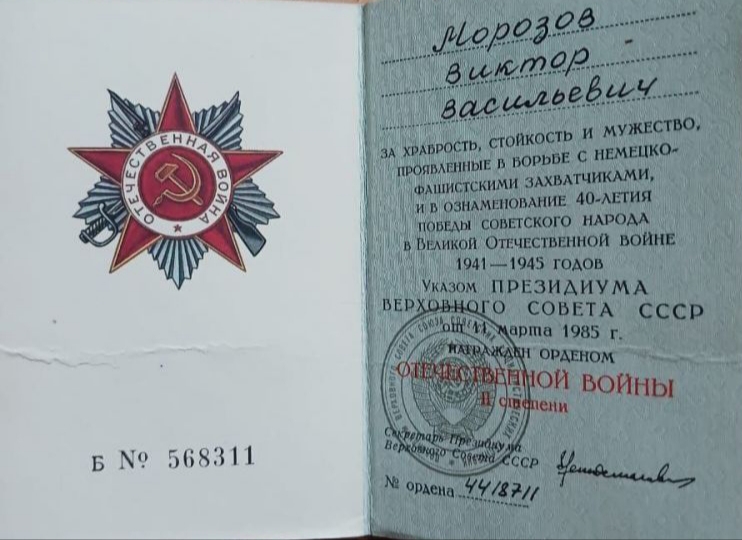 ОТЕЧЕСТВЕННАЯ ВОЙНА
Б № 568311
Морозов
Виктор
Васильевич
ЗА ХРАБРОСТЬ, СТОЙКОСТЬ И МУЖЕСТВО,
ПРОЯВЛЕННЫЕ В БОРЬБЕ С НЕМЕЦКО-
ФАШИСТСКИМИ ЗАХВАТЧИКАМИ,
И В ОЗНАМЕНОВАНИЕ 40-ЛЕТИЯ
ПОБЕДЫ СОВЕТСКОГО НАРОДА
В ВЕЛИКОЙ ОТЕЧЕСТВЕННОЙ ВОЙНЕ
1941—1945 ГОДОВ
УКАЗОМ ПРЕЗИДИУМА
ВЕРХОВНОГО СОВЕТА СССР
от 11 марта 1985 г.
НАГРАЖДЕН ОРДЕНОМ
ОТЕЧЕСТВЕННОЙ ВОЙНЫ
II степени
Секретарь Президиума
Верховного Совета СССР
№ ордена 4418711